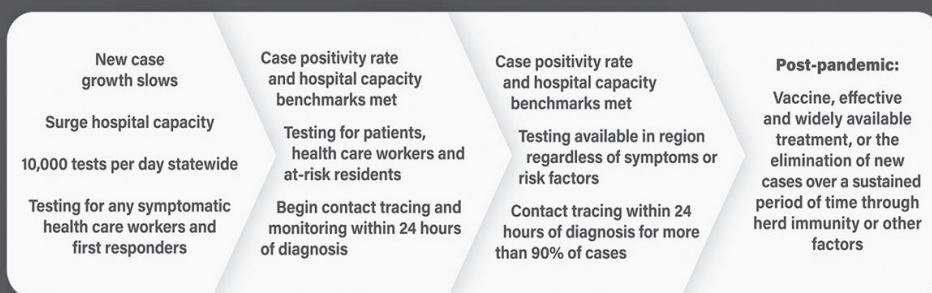 New case
growth slows
Surge hospital capacity
10,000 tests per day statewide
Testing for any symptomatic
health care workers and
first responders
Case positivity rate
and hospital capacity
benchmarks met
Testing for patients,
health care workers and
at-risk residents
Begin contact tracing and
monitoring within 24 hours
of diagnosis
Case positivity rate
and hospital capacity
benchmarks met
Testing available in region
regardless of symptoms or
risk factors
Contact tracing within 24
hours of diagnosis for more
than 90% of cases
Post-pandemic:
Vaccine, effective
and widely available
treatment, or the
elimination of new
cases over a sustained
period of time through
herd immunity or other
factors